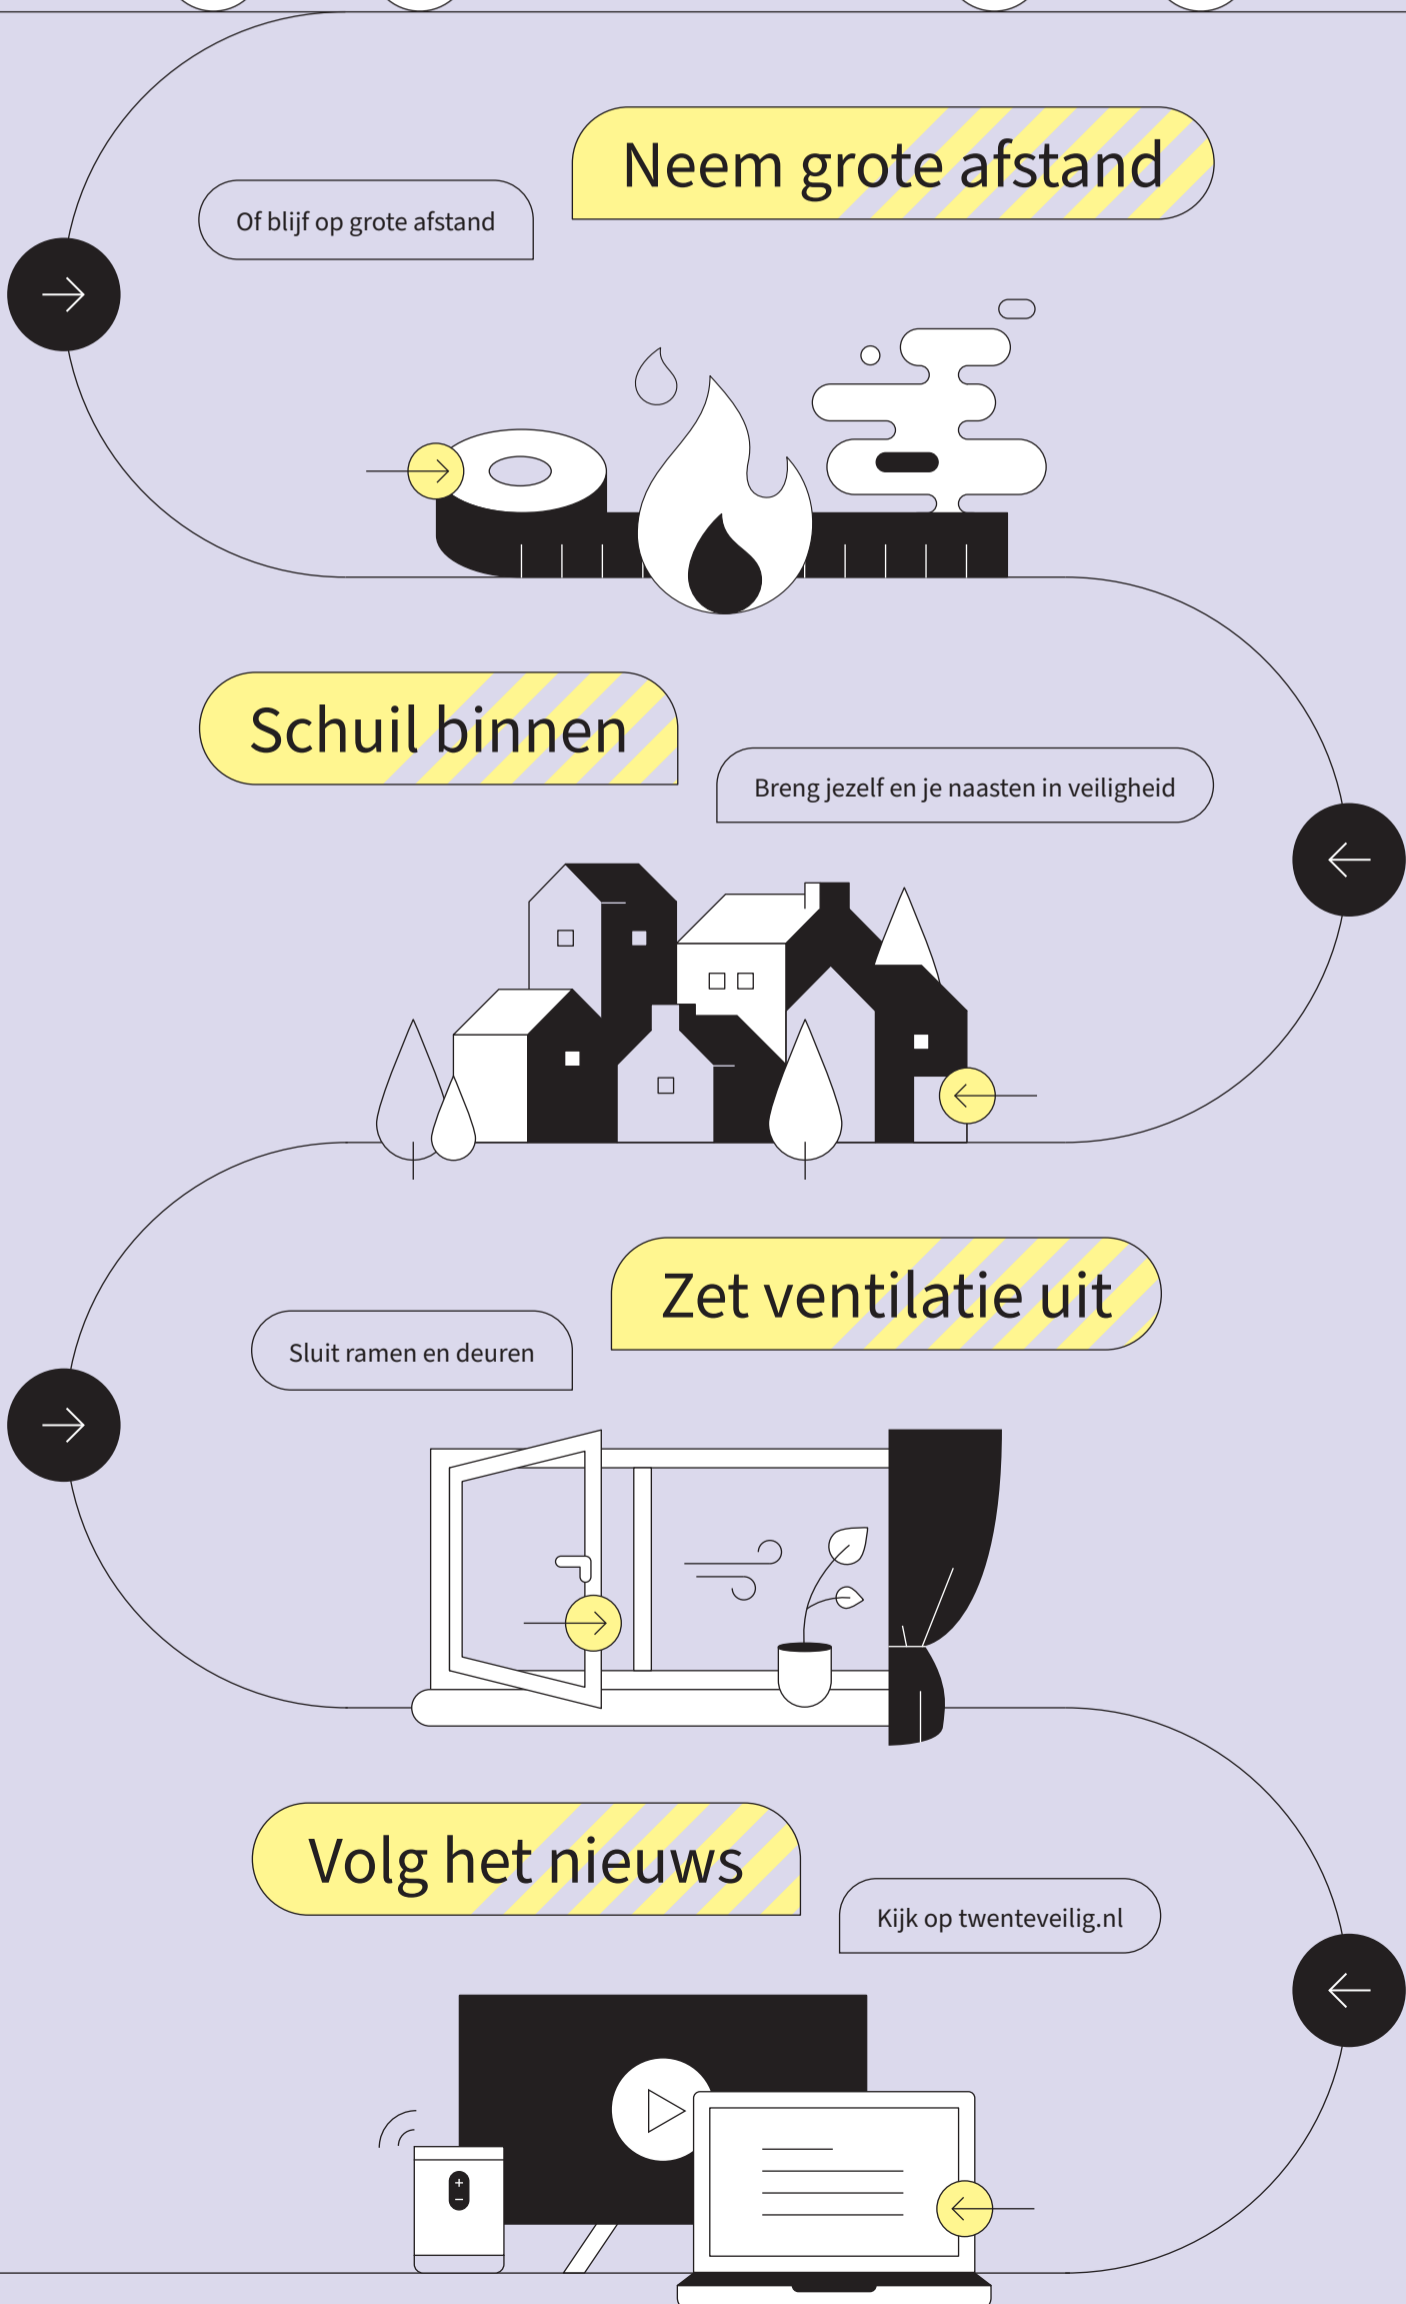 Neem grote afstand
Of blijf op grote afstand
Schuil binnen
Breng jezelf en je naasten in veiligheid
Zet ventilatie uit
Sluit ramen en deuren
Volg het nieuws
Kijk op twenteveilig.nl